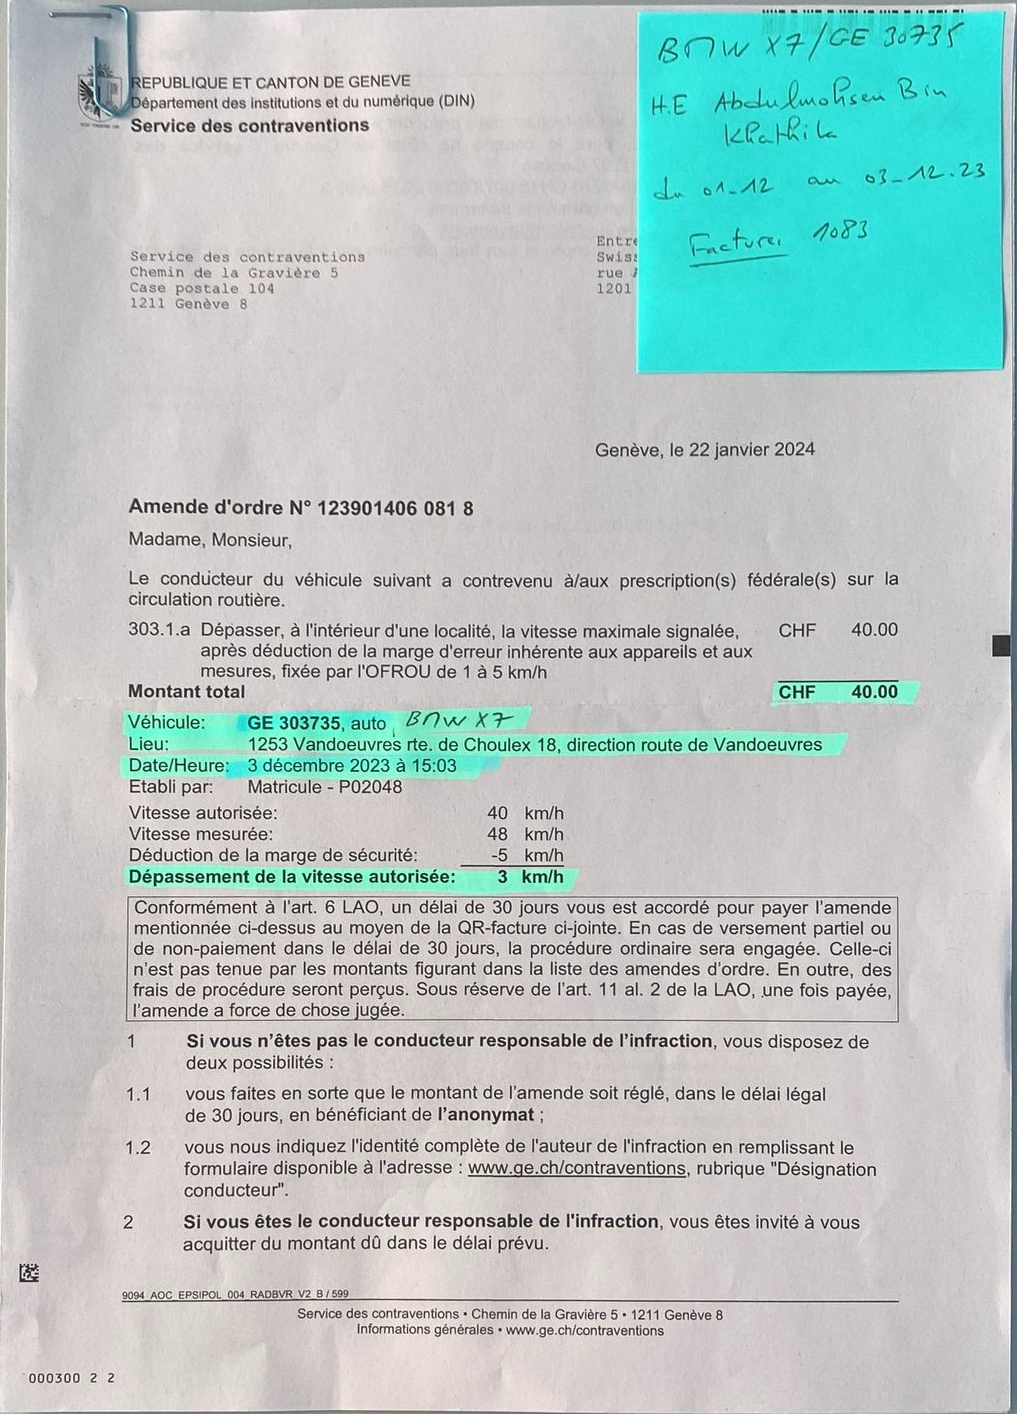 REPUBLIQUE ET CANTON DE GENEVE
Département des institutions et du numérique (DIN)
Service des contraventions
BMW X7/GE 30735
H.E Abdulmohsen Bin
Khathila
du 01-12 au 03-12.23
Facture. 1083
Service des contraventions
Chemin de la Gravière 5
Case postale 104
1211 Genève 8
Entre
Swiss
rue
1201
Genève, le 22 janvier 2024
Amende d'ordre N° 123901406 081 8
Madame, Monsieur,
Le conducteur du véhicule suivant a contrevenu à/aux prescription(s) fédérale(s) sur la
circulation routière.
303.1.a Dépasser, à l'intérieur d'une localité, la vitesse maximale signalée, CHF 40.00
après déduction de la marge d'erreur inhérente aux appareils et aux
mesures, fixée par l'OFROU de 1 à 5 km/h
Montant total CHF 40.00
Véhicule: GE 303735, auto BMW X7
Lieu: 1253 Vandoeuvres rte. de Choulex 18, direction route de Vandoeuvres
Date/Heure: 3 décembre 2023 à 15:03
Etabli par: Matricule - P02048
Vitesse autorisée: 40 km/h
Vitesse mesurée: 48 km/h
Déduction de la marge de sécurité: -5 km/h
Dépassement de la vitesse autorisée: 3 km/h
Conformément à l'art. 6 LAO, un délai de 30 jours vous est accordé pour payer l'amende
mentionnée ci-dessus au moyen de la QR-facture ci-jointe. En cas de versement partiel ou
de non-paiement dans le délai de 30 jours, la procédure ordinaire sera engagée. Celle-ci
n'est pas tenue par les montants figurant dans la liste des amendes d'ordre. En outre, des
frais de procédure seront perçus. Sous réserve de l'art. 11 al. 2 de la LAO, une fois payée,
l'amende a force de chose jugée.
1 Si vous n'êtes pas le conducteur responsable de l'infraction, vous disposez de
deux possibilités :
1.1 vous faites en sorte que le montant de l'amende soit réglé, dans le délai légal
de 30 jours, en bénéficiant de l'anonymat ;
1.2 vous nous indiquez l'identité complète de l'auteur de l'infraction en remplissant le
formulaire disponible à l'adresse : www.ge.ch/contraventions, rubrique "Désignation
conducteur".
2 Si vous êtes le conducteur responsable de l'infraction, vous êtes invité à vous
acquitter du montant dû dans le délai prévu.
9094_AOC_EPSIPOL_004_RADBVR_V2_B / 599
Service des contraventions • Chemin de la Gravière 5 • 1211 Genève 8
Informations générales • www.ge.ch/contraventions
000300 2 2